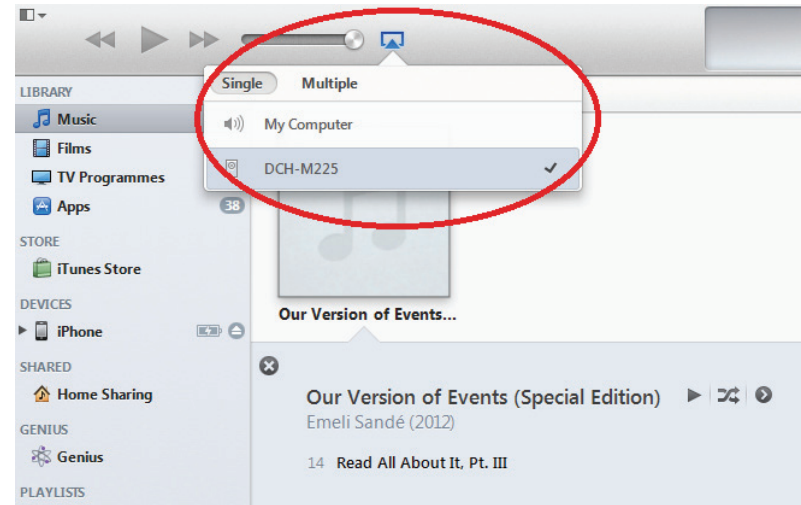 Single Multiple
My Computer
DCH-M225
LIBRARY
Music
Films
TV Programmes
Apps 38
STORE
iTunes Store
DEVICES
iPhone
SHARED
Home Sharing
GENIUS
Genius
PLAYLISTS
Our Version of Events...
Our Version of Events (Special Edition)
Emeli Sandé (2012)
14 Read All About It, Pt. III